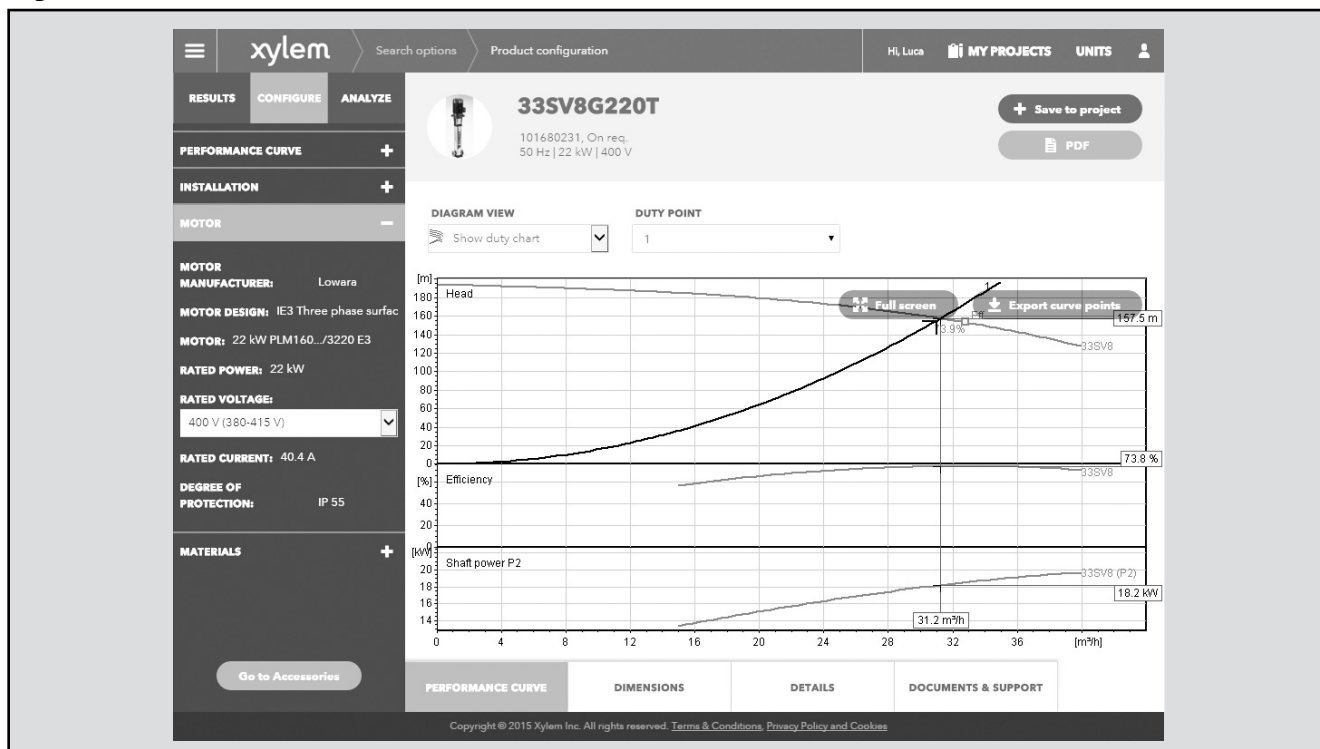 xylem
Search options
Product configuration
Hi, Luca
MY PROJECTS
UNITS
RESULTS
CONFIGURE
ANALYZE
33SV8G220T
101680231, On req.
50 Hz | 22 kW | 400 V
+ Save to project
PDF
PERFORMANCE CURVE +
INSTALLATION +
MOTOR −
MOTOR
MANUFACTURER: Lowara
MOTOR DESIGN: IE3 Three phase surfac
MOTOR: 22 kW PLM160.../3220 E3
RATED POWER: 22 kW
RATED VOLTAGE:
400 V (380-415 V)
RATED CURRENT: 40.4 A
DEGREE OF
PROTECTION: IP 55
MATERIALS +
Go to Accessories
DIAGRAM VIEW
Show duty chart
DUTY POINT
1
[m]
Head
180
160
140
120
100
80
60
40
20
0
1
Full screen
Export curve points
Eff
157.5 m
3.9%
33SV8
73.8 %
[%]
Efficiency
33SV8
40
20
0
[kW]
Shaft power P2
20
18
16
14
33SV8 (P2)
18.2 kW
31.2 m³/h
0
4
8
12
16
20
24
28
32
36
[m³/h]
PERFORMANCE CURVE
DIMENSIONS
DETAILS
DOCUMENTS & SUPPORT
Copyright © 2015 Xylem Inc. All rights reserved. Terms & Conditions, Privacy Policy and Cookies